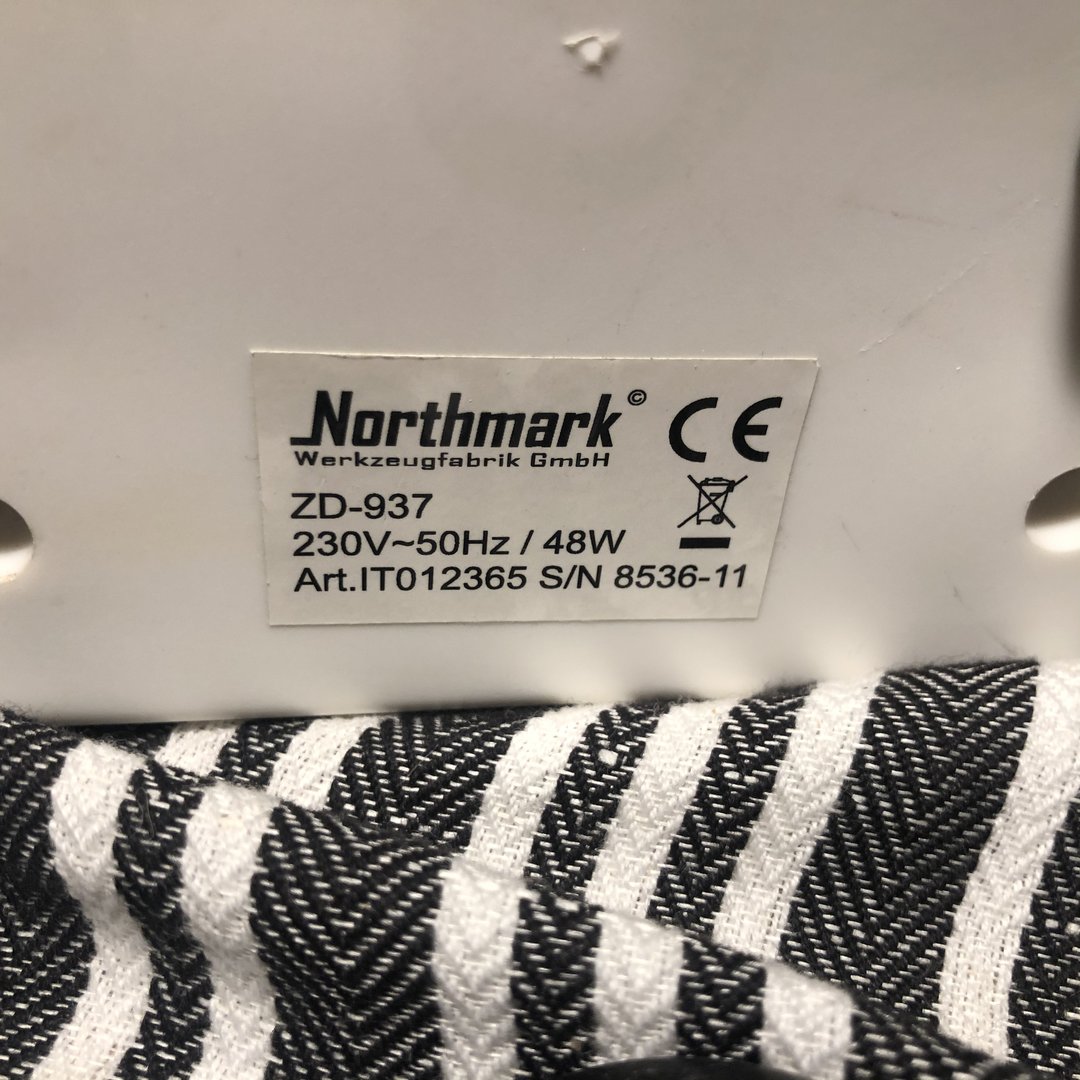 Northmark© CE
Werkzeugfabrik GmbH
ZD-937
230V~50Hz / 48W
Art.IT012365 S/N 8536-11